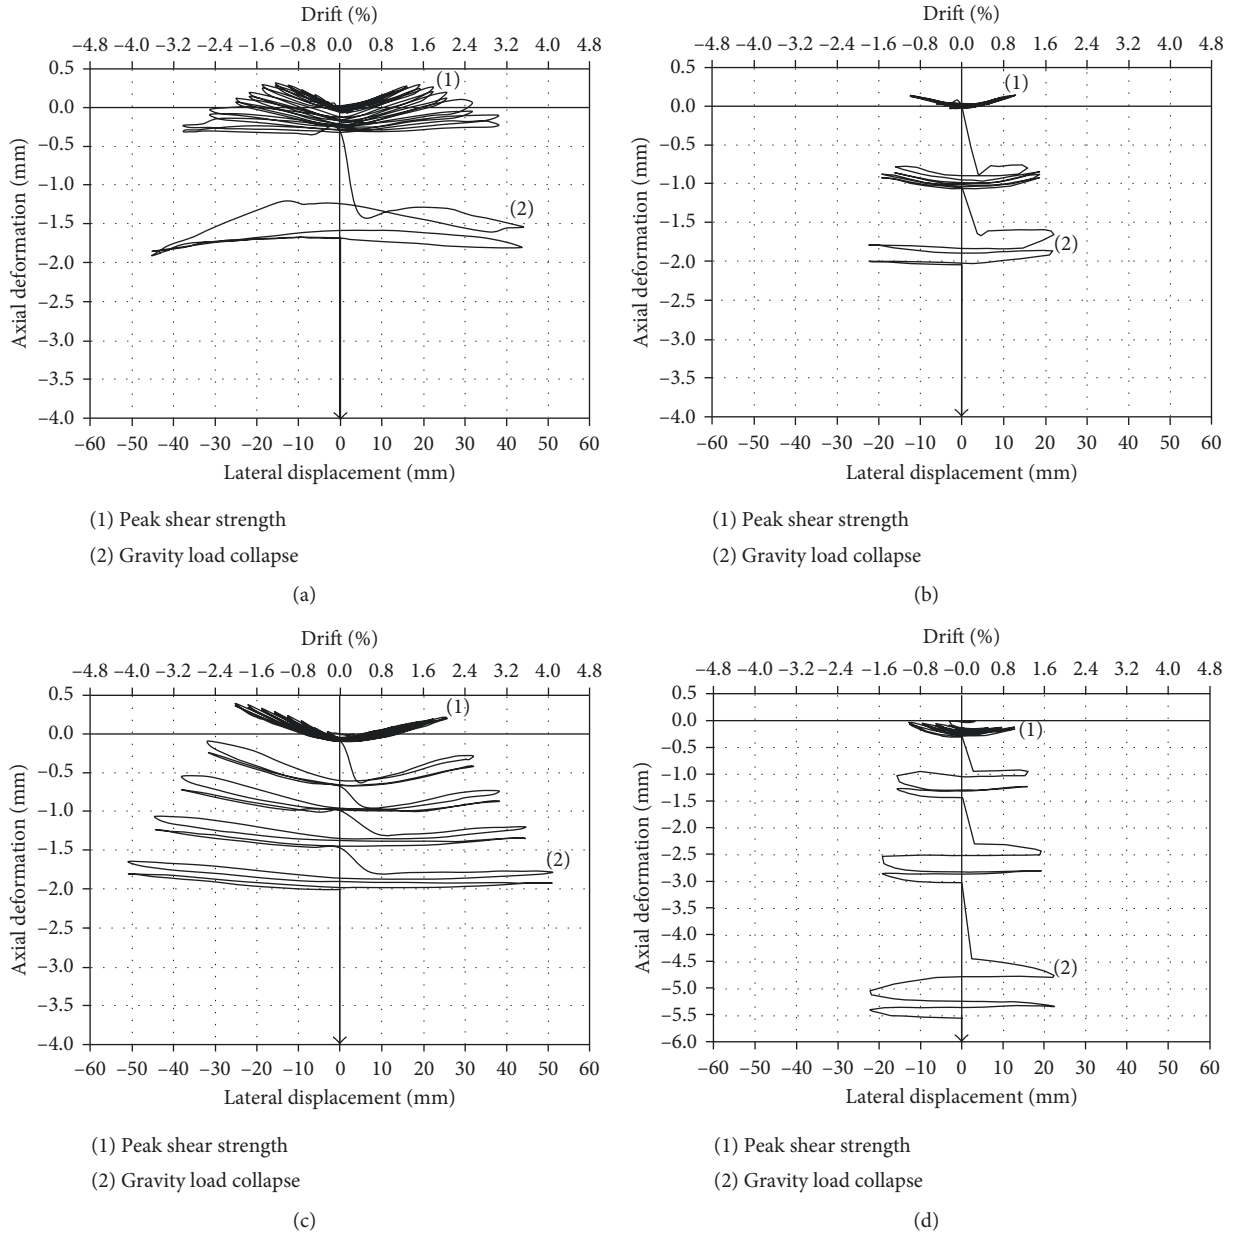 Drift (%)
–4.8 –4.0 –3.2 –2.4 –1.6 –0.8 0.0 0.8 1.6 2.4 3.2 4.0 4.8
0.5
0.0
–0.5
–1.0
–1.5
–2.0
–2.5
–3.0
–3.5
–4.0
Axial deformation (mm)
(1)
(2)
–60 –50 –40 –30 –20 –10 0 10 20 30 40 50 60
Lateral displacement (mm)
(1) Peak shear strength
(2) Gravity load collapse
(a)
Drift (%)
–4.8 –4.0 –3.2 –2.4 –1.6 –0.8 0.0 0.8 1.6 2.4 3.2 4.0 4.8
0.5
0.0
–0.5
–1.0
–1.5
–2.0
–2.5
–3.0
–3.5
–4.0
Axial deformation (mm)
(1)
(2)
–60 –50 –40 –30 –20 –10 0 10 20 30 40 50 60
Lateral displacement (mm)
(1) Peak shear strength
(2) Gravity load collapse
(b)
Drift (%)
–4.8 –4.0 –3.2 –2.4 –1.6 –0.8 0.0 0.8 1.6 2.4 3.2 4.0 4.8
0.5
0.0
–0.5
–1.0
–1.5
–2.0
–2.5
–3.0
–3.5
–4.0
Axial deformation (mm)
(1)
(2)
–60 –50 –40 –30 –20 –10 0 10 20 30 40 50 60
Lateral displacement (mm)
(1) Peak shear strength
(2) Gravity load collapse
(c)
Drift (%)
–4.8 –4.0 –3.2 –2.4 –1.6 –0.8 –0.0 0.8 1.6 2.4 3.2 4.0 4.8
0.5
0.0
–0.5
–1.0
–1.5
–2.0
–2.5
–3.0
–3.5
–4.0
–4.5
–5.0
–5.5
–6.0
Axial deformation (mm)
(1)
(2)
–60 –50 –40 –30 –20 –10 0 10 20 30 40 50 60
Lateral displacement (mm)
(1) Peak shear strength
(2) Gravity load collapse
(d)